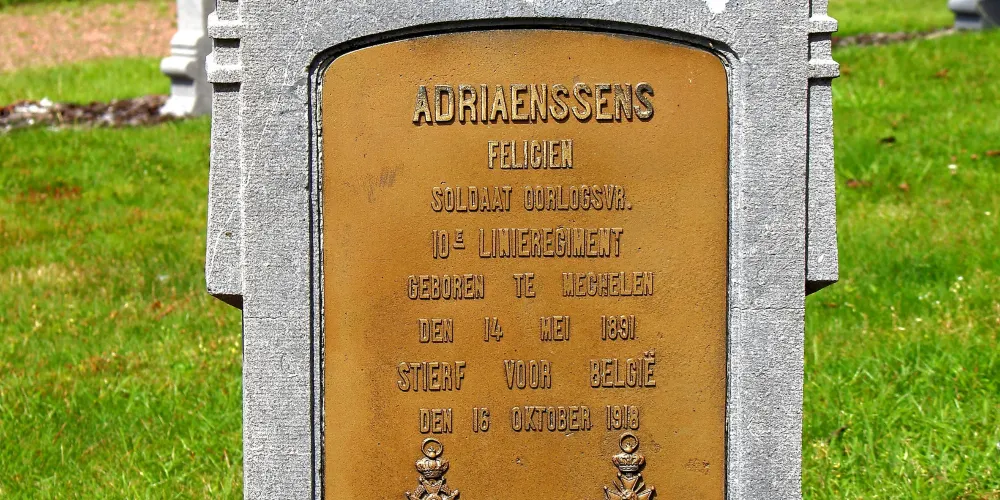 ADRIAENSSENS
FELICIEN
SOLDAAT OORLOGSVR.
10E LINIEREGIMENT
GEBOREN TE MECHELEN
DEN 14 MEI 1891
STIERF VOOR BELGIË
DEN 16 OKTOBER 1918